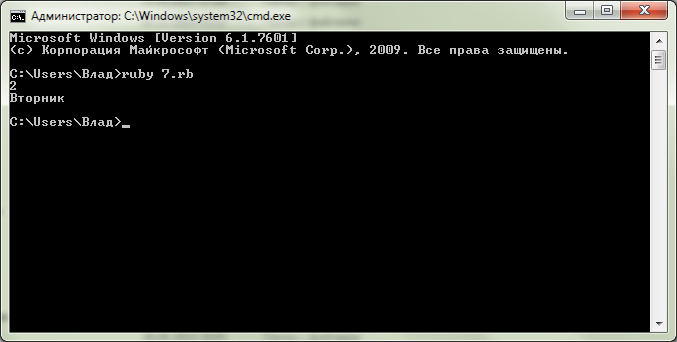 Администратор: C:\Windows\system32\cmd.exe
Microsoft Windows [Version 6.1.7601]
(c) Корпорация Майкрософт (Microsoft Corp.), 2009. Все права защищены.
C:\Users\Влад>ruby 7.rb
2
Вторник
C:\Users\Влад>_